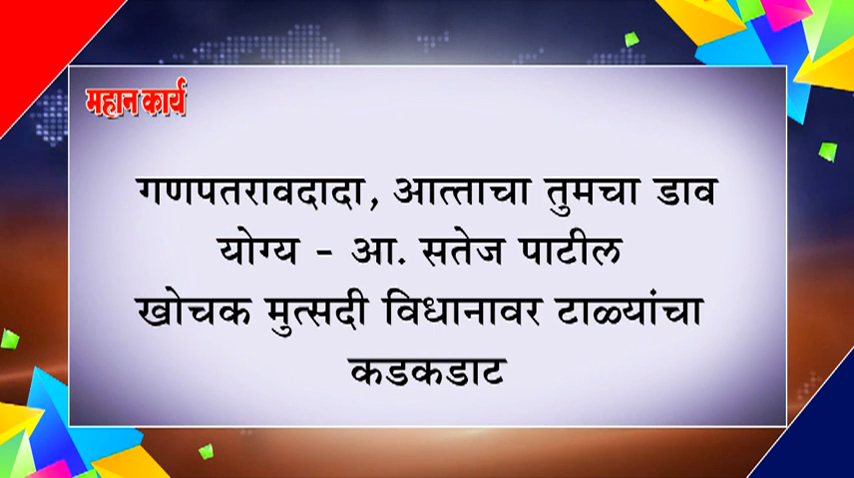 महान कार्य
गणपतरावदादा, आत्ताचा तुमचा डाव
योग्य - आ. सतेज पाटील
खोचक मुत्सदी विधानावर टाळ्यांचा
कडकडाट